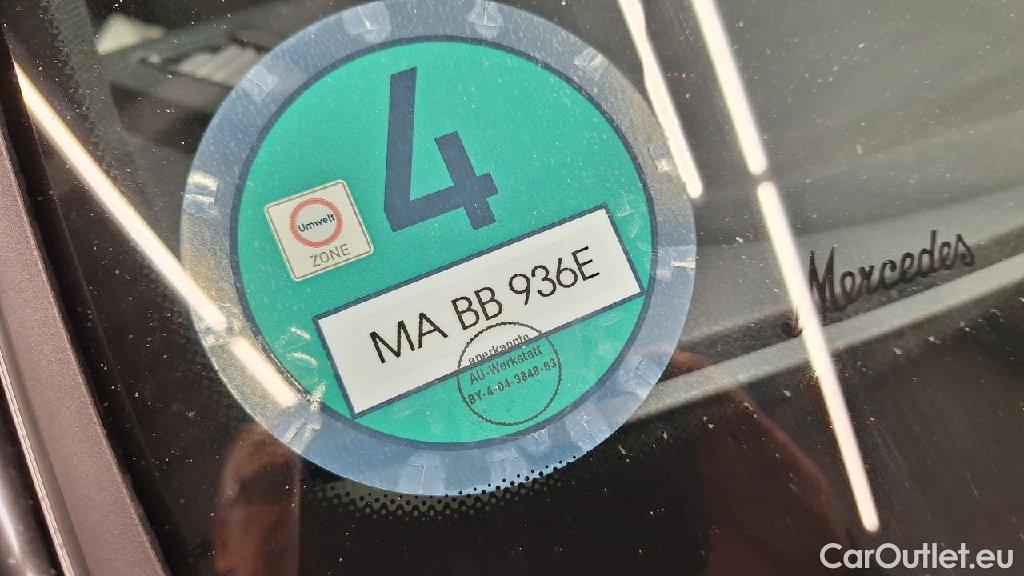 4
Umwelt
ZONE
MA BB 936E
anerkannte
AU-Werkstatt
BY-4-04-3848-63
Mercedes
CarOutlet.eu